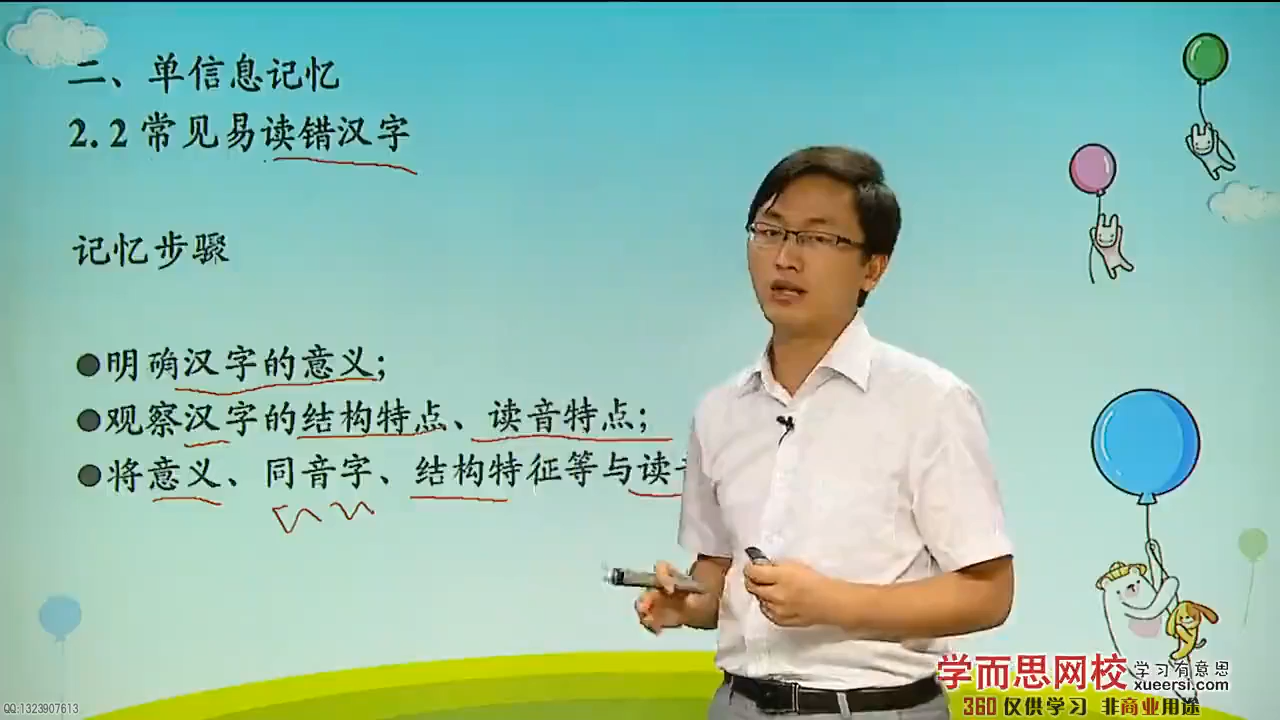 二、单信息记忆
2.2常见易读错汉字
记忆步骤
●明确汉字的意义；
●观察汉字的结构特点、读音特点；
●将意义、同音字、结构特征等与读
学而思网校 学习有意思
xueersi.com
360 仅供学习 非商业用途
QQ:1323907613